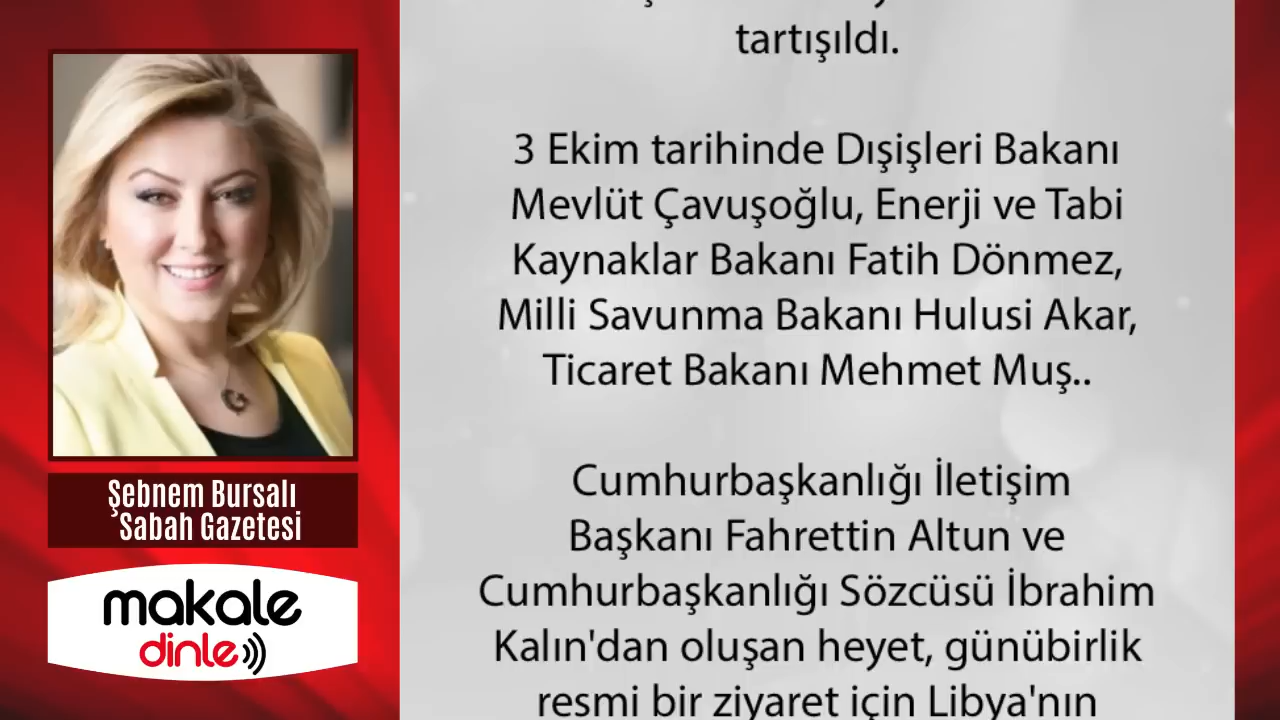 Şebnem Bursalı
Sabah Gazetesi
makale
dinle
tartışıldı.
3 Ekim tarihinde Dışişleri Bakanı
Mevlüt Çavuşoğlu, Enerji ve Tabi
Kaynaklar Bakanı Fatih Dönmez,
Milli Savunma Bakanı Hulusi Akar,
Ticaret Bakanı Mehmet Muş..
Cumhurbaşkanlığı İletişim
Başkanı Fahrettin Altun ve
Cumhurbaşkanlığı Sözcüsü İbrahim
Kalın'dan oluşan heyet, günübirlik
resmi bir ziyaret için Libya'nın